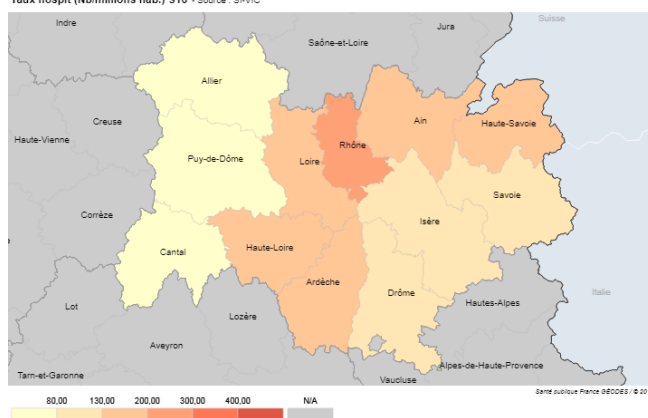 Taux hospit (Nb/millions hab.) S16 - Source : SI-VIC
Indre
Jura
Suisse
Saône-et-Loire
Allier
Creuse
Haute-Vienne
Ain
Haute-Savoie
Rhône
Puy-de-Dôme
Loire
Savoie
Corrèze
Isère
Cantal
Haute-Loire
Ardèche
Drôme
Italie
Hautes-Alpes
Lot
Lozère
Aveyron
Alpes-de-Haute-Provence
Tarn-et-Garonne
Vaucluse
Santé publique France GÉODES / © 20
80,00 130,00 200,00 300,00 400,00 N/A